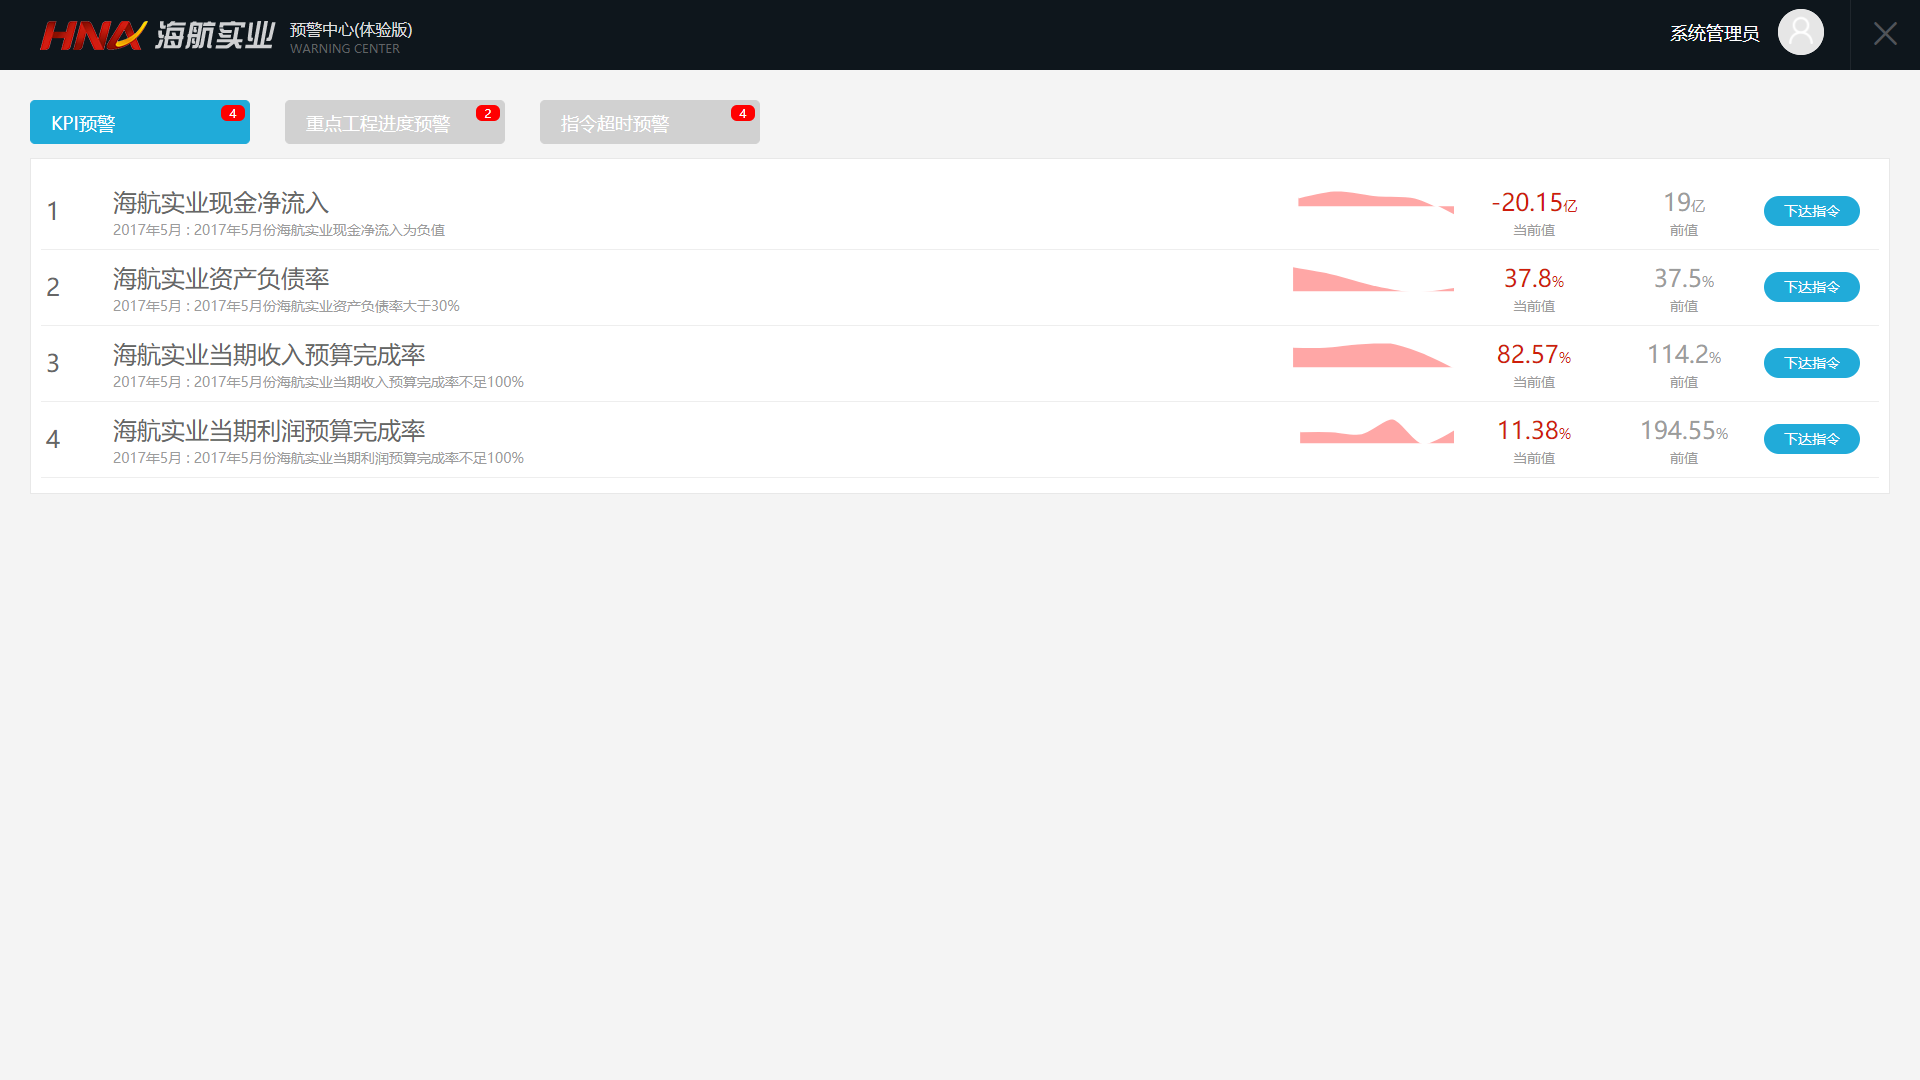 HNA 海航实业
预警中心(体验版)
WARNING CENTER
系统管理员
KPI预警 4
重点工程进度预警 2
指令超时预警 4
1
海航实业现金净流入
2017年5月 : 2017年5月份海航实业现金净流入为负值
-20.15亿
当前值
19亿
前值
下达指令
2
海航实业资产负债率
2017年5月 : 2017年5月份海航实业资产负债率大于30%
37.8%
当前值
37.5%
前值
下达指令
3
海航实业当期收入预算完成率
2017年5月 : 2017年5月份海航实业当期收入预算完成率不足100%
82.57%
当前值
114.2%
前值
下达指令
4
海航实业当期利润预算完成率
2017年5月 : 2017年5月份海航实业当期利润预算完成率不足100%
11.38%
当前值
194.55%
前值
下达指令